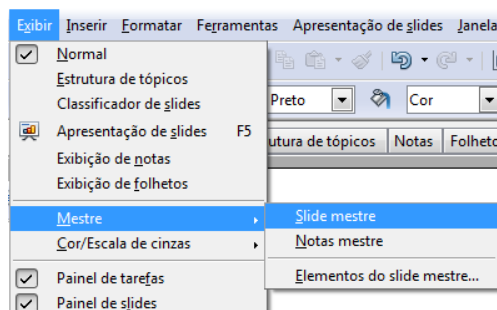 Exibir Inserir Formatar Ferramentas Apresentação de slides Janela
Normal
Estrutura de tópicos
Classificador de slides
Preto Cor
Apresentação de slides F5
utura de tópicos Notas Folheto
Exibição de notas
Exibição de folhetos
Mestre
Slide mestre
Cor/Escala de cinzas
Notas mestre
Painel de tarefas
Elementos do slide mestre...
Painel de slides